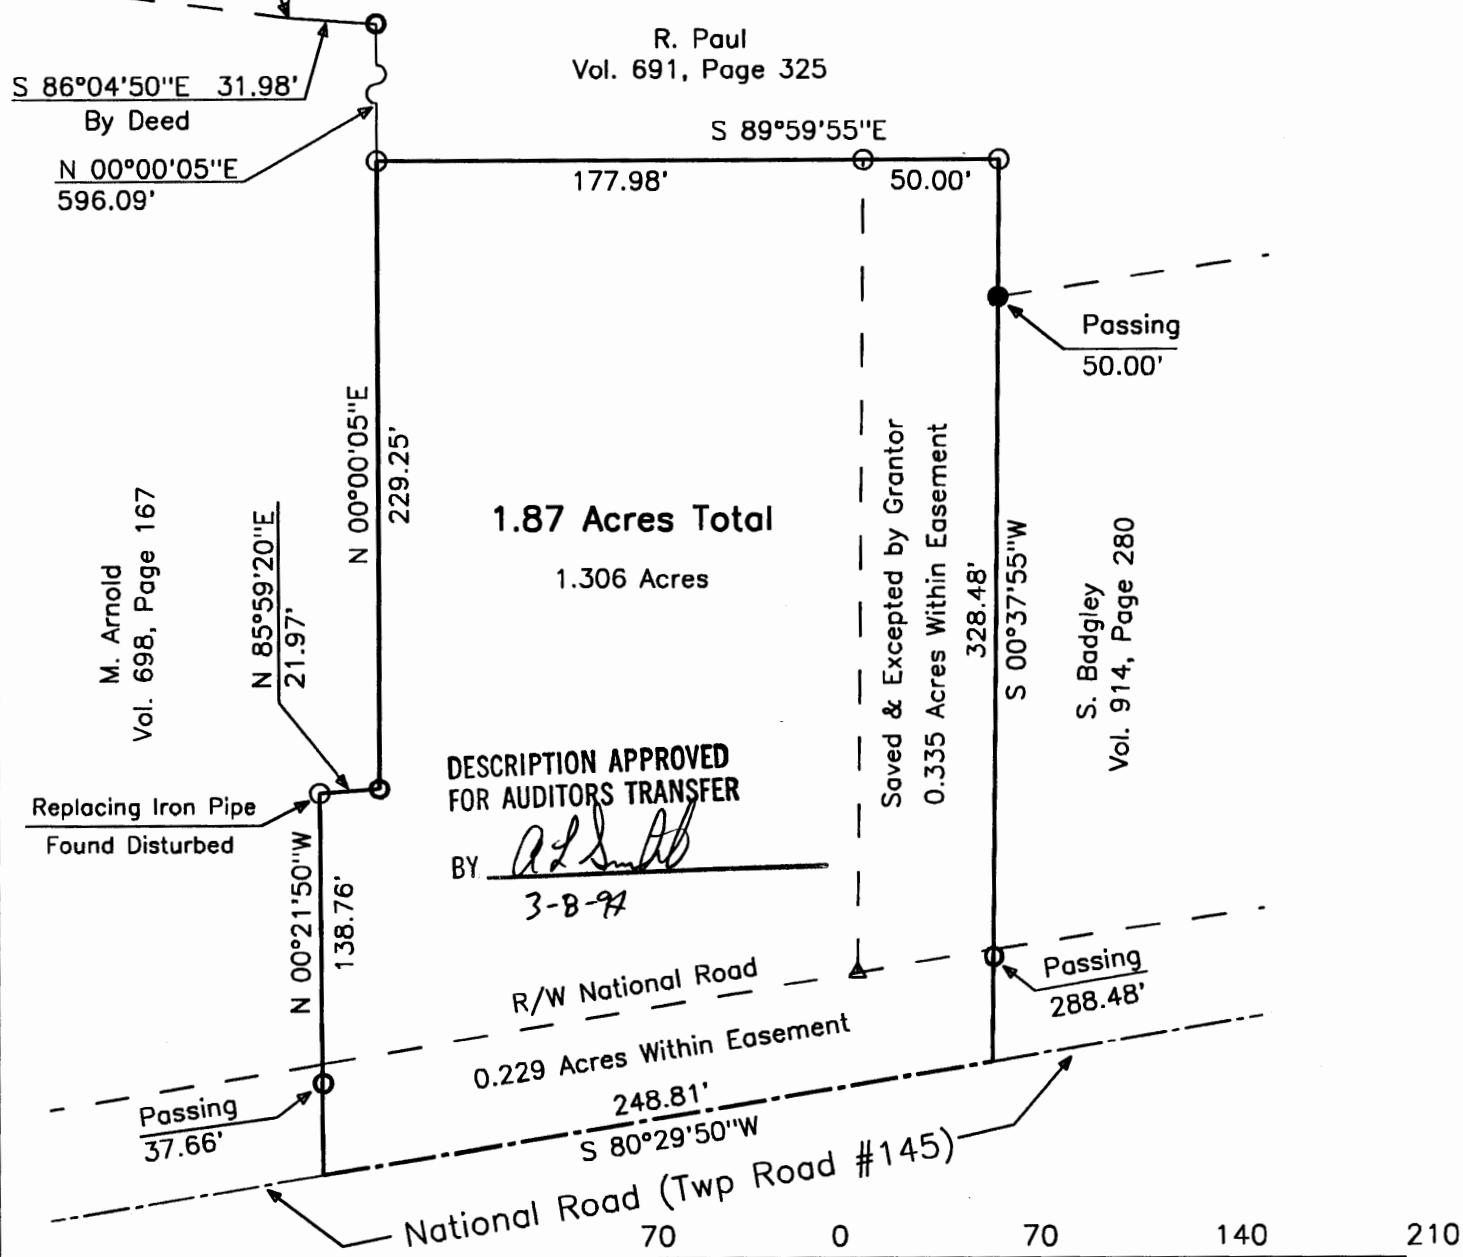 R. Paul
Vol. 691, Page 325
S 86°04'50"E 31.98'
By Deed
N 00°00'05"E
596.09'
S 89°59'55"E
177.98'
50.00'
Passing
50.00'
N 00°00'05"E
229.25'
1.87 Acres Total
1.306 Acres
Saved & Excepted by Grantor
0.335 Acres Within Easement
328.48'
S 00°37'55"W
S. Badgley
Vol. 914, Page 280
M. Arnold
Vol. 698, Page 167
N 85°59'20"E
21.97'
Replacing Iron Pipe
Found Disturbed
DESCRIPTION APPROVED
FOR AUDITORS TRANSFER
BY
N 00°21'50"W
138.76'
R/W National Road
Passing
288.48'
0.229 Acres Within Easement
248.81'
S 80°29'50"W
Passing
37.66'
National Road (Twp Road #145)
70 0 70 140 210